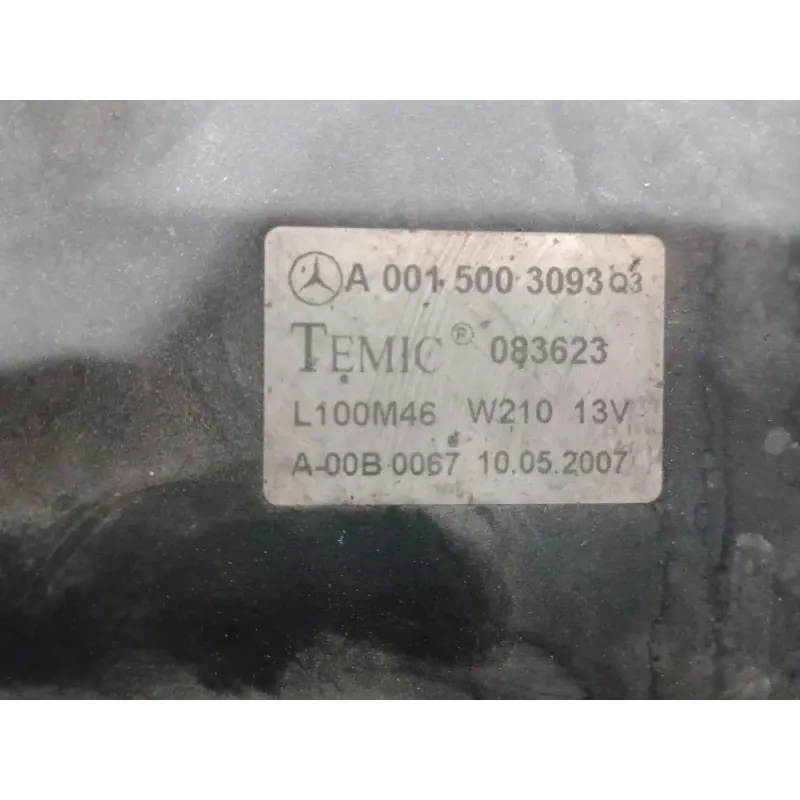 A 001 500 3093 Q3
TEMIC® 083623
L100M46 W210 13V
A-00B 0067 10.05.2007